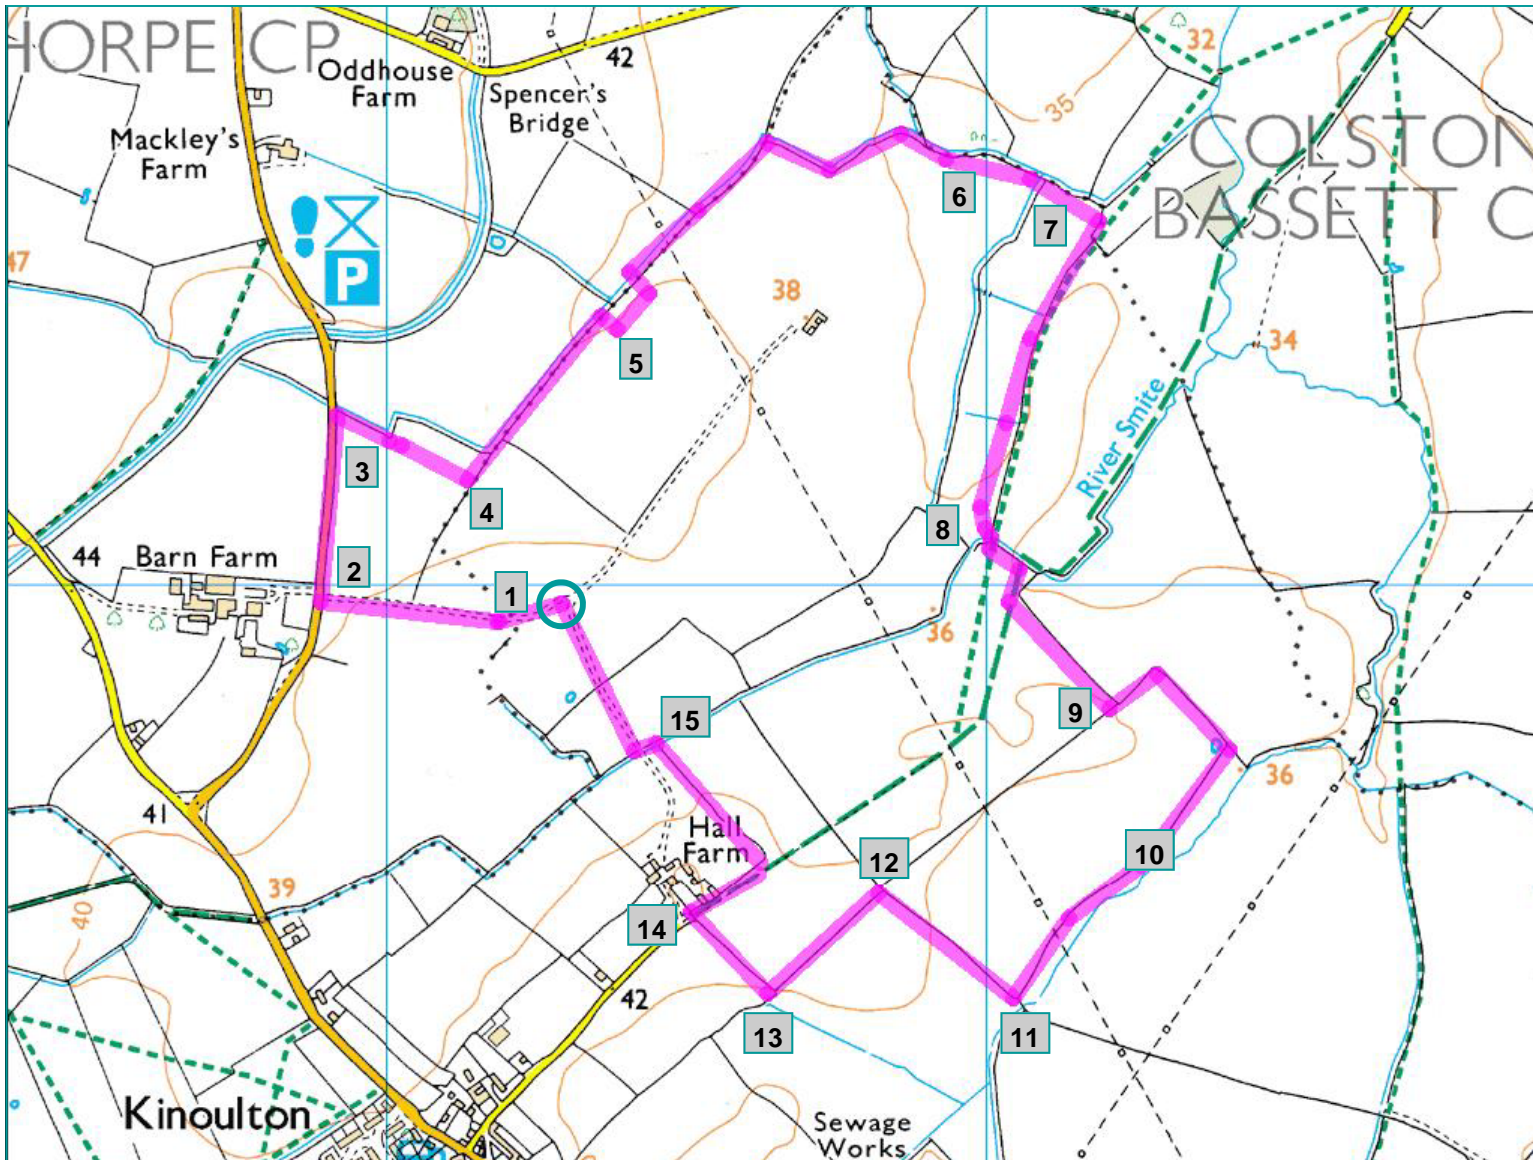 HORPE CP
Oddhouse
Farm
42
Spencer's
Bridge
32
35
COLSTON
BASSETT C
Mackley's
Farm
P
47
6
7
38
5
34
3
River Smite
4
8
44
Barn Farm
2
1
36
9
15
36
41
Hall
Farm
10
12
39
40
14
42
13
11
Kinoulton
Sewage
Works